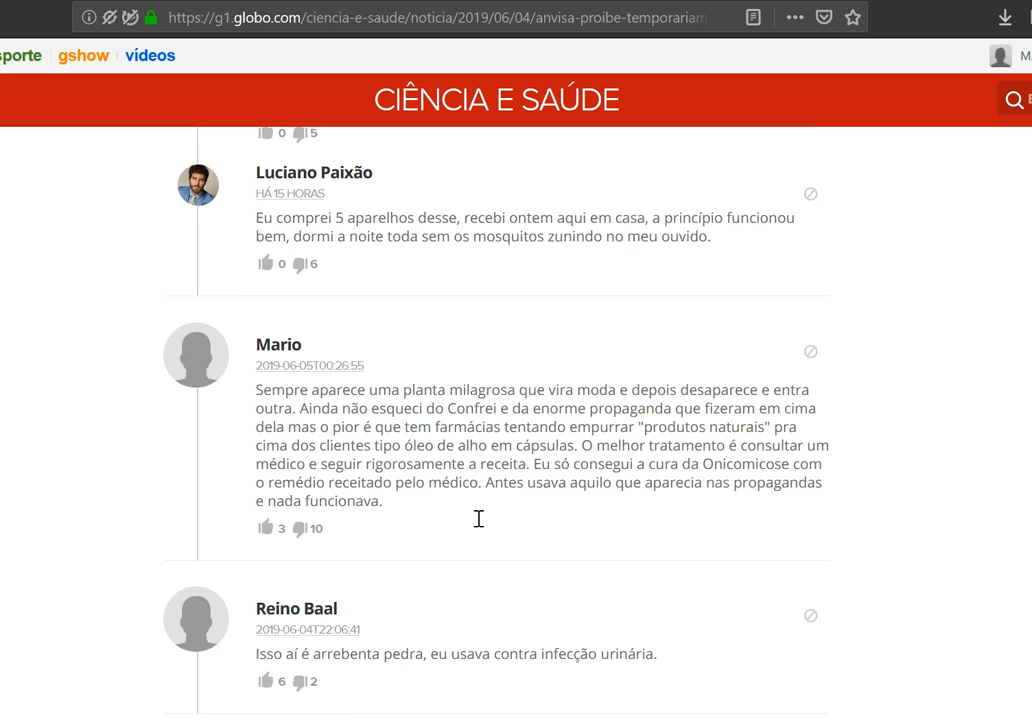 https://g1.globo.com/ciencia-e-saude/noticia/2019/06/04/anvisa-proibe-temporariam
sporte gshow vídeos
CIÊNCIA E SAÚDE
0 5
Luciano Paixão
HÁ 15 HORAS
Eu comprei 5 aparelhos desse, recebi ontem aqui em casa, a princípio funcionou
bem, dormi a noite toda sem os mosquitos zunindo no meu ouvido.
0 6
Mario
2019-06-05T00:26:55
Sempre aparece uma planta milagrosa que vira moda e depois desaparece e entra
outra. Ainda não esqueci do Confrei e da enorme propaganda que fizeram em cima
dela mas o pior é que tem farmácias tentando empurrar "produtos naturais" pra
cima dos clientes tipo óleo de alho em cápsulas. O melhor tratamento é consultar um
médico e seguir rigorosamente a receita. Eu só consegui a cura da Onicomicose com
o remédio receitado pelo médico. Antes usava aquilo que aparecia nas propagandas
e nada funcionava.
3 10
Reino Baal
2019-06-04T22:06:41
Isso aí é arrebenta pedra, eu usava contra infecção urinária.
6 2